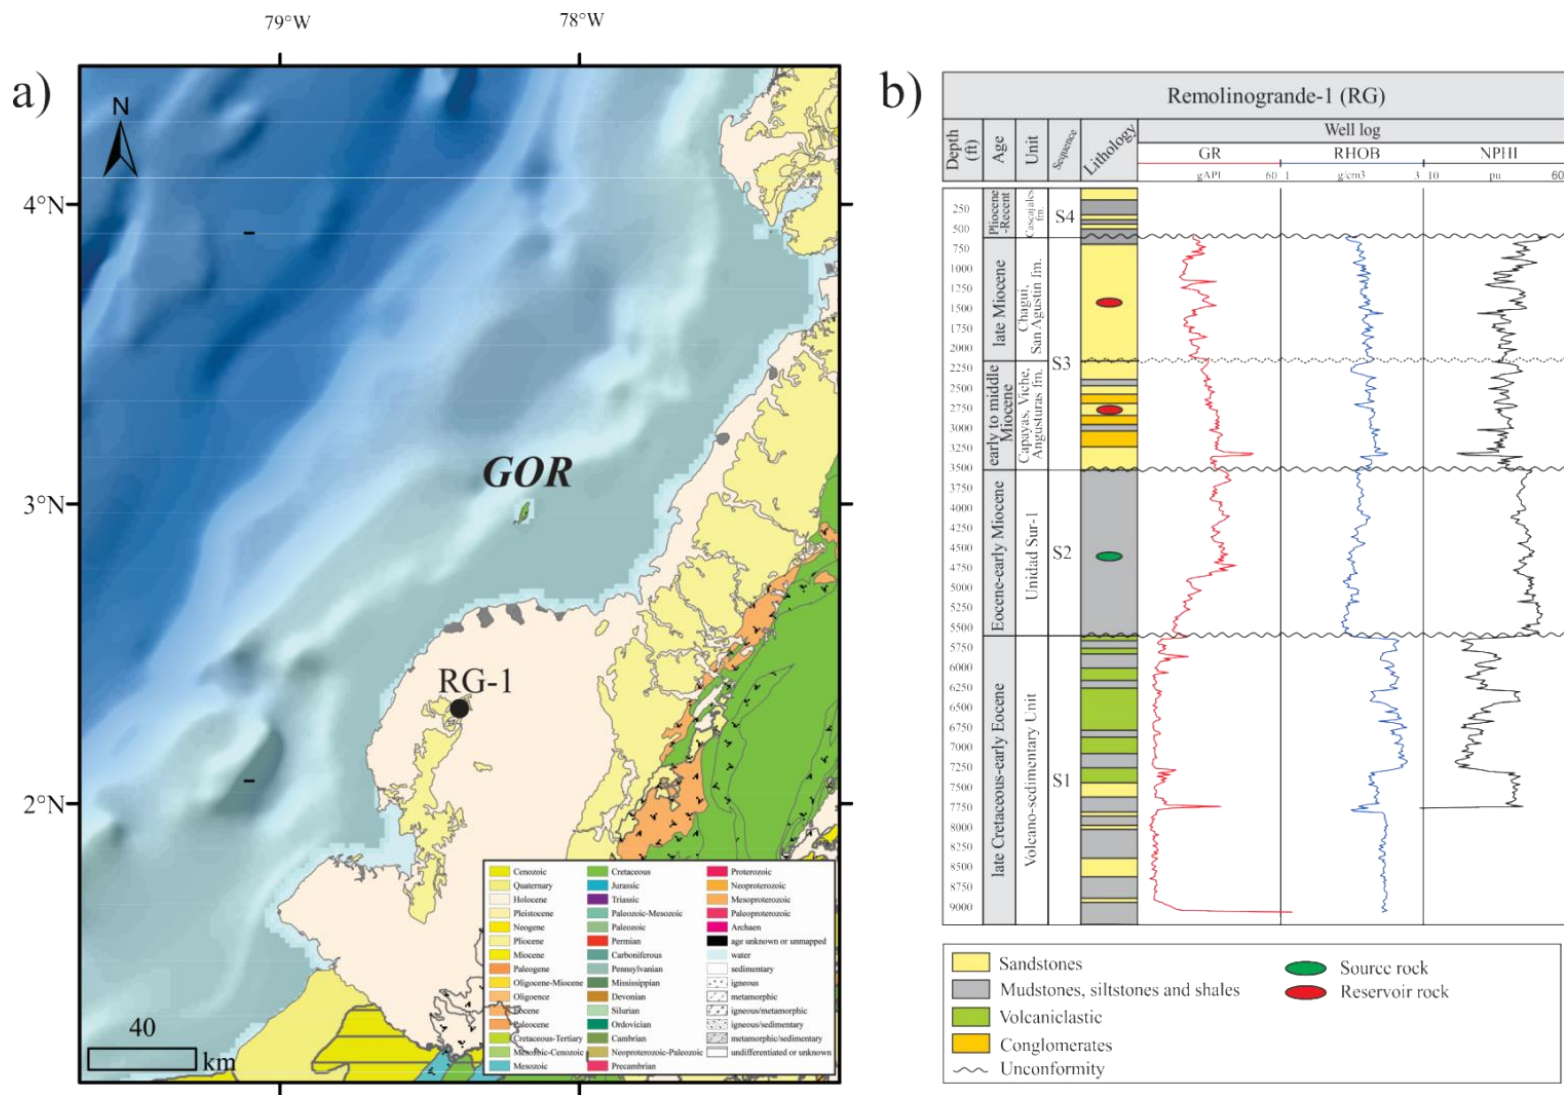 79°W
78°W
a)
N
4°N
3°N
2°N
GOR
RG-1
40
km
Cenozoic
Quaternary
Holocene
Pleistocene
Neogene
Pliocene
Miocene
Paleogene
Oligocene-Miocene
Oligoence
Eocene
Paleocene
Cretaceous-Tertiary
Mesozoic-Cenozoic
Mesozoic
Cretaceous
Jurassic
Triassic
Paleozoic-Mesozoic
Paleozoic
Permian
Carboniferous
Pennsylvanian
Mississippian
Devonian
Silurian
Ordovician
Cambrian
Neoproterozoic-Paleozoic
Precambrian
Proterozoic
Neoproterozoic
Mesoproterozoic
Paleoproterozoic
Archaen
age unknown or unmapped
water
sedimentary
igneous
metamorphic
igneous/metamorphic
igneous/sedimentary
metamorphic/sedimentary
undifferentiated or unknown
b)
Remolinogrande-1 (RG)
Depth (ft)
Age
Unit
Sequence
Lithology
Well log
GR
RHOB
NPHI
gAPI 60
1 g/cm3 3
10 pu 60
250
500
750
1000
1250
1500
1750
2000
2250
2500
2750
3000
3250
3500
3750
4000
4250
4500
4750
5000
5250
5500
5750
6000
6250
6500
6750
7000
7250
7500
7750
8000
8250
8500
8750
9000
Pliocene
-Recent
late Miocene
early to middle
Miocene
Eocene-early Miocene
late Cretaceous-early Eocene
Cascajales
fm.
Chagui,
San Agustin fm.
Capayas, Viche,
Angusturas fm.
Unidad Sur-1
Volcano-sedimentary Unit
S4
S3
S2
S1
Sandstones
Mudstones, siltstones and shales
Volcaniclastic
Conglomerates
Unconformity
Source rock
Reservoir rock